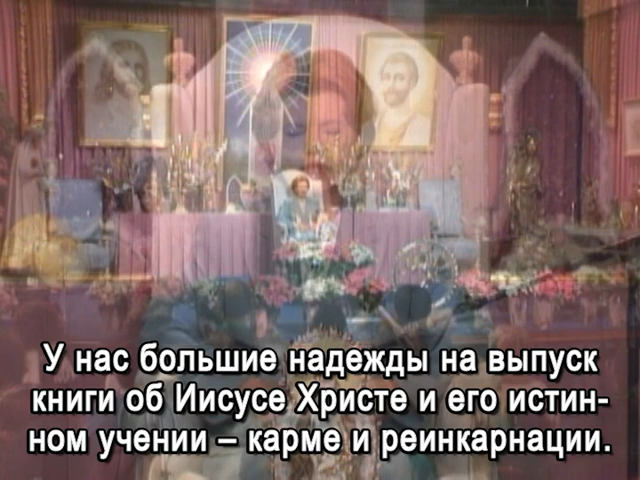 У нас большие надежды на выпуск
книги об Иисусе Христе и его истин-
ном учении – карме и реинкарнации.